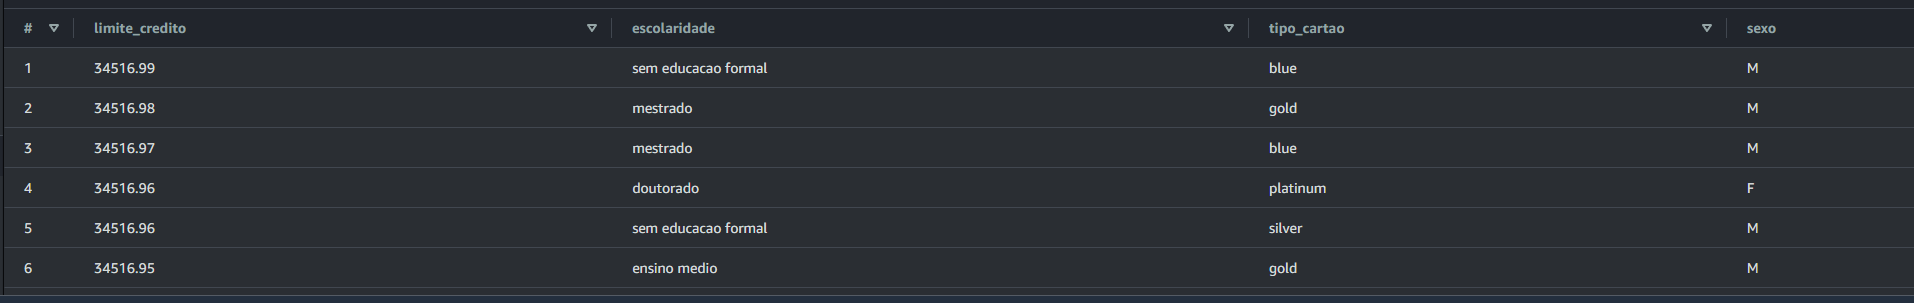 # limite_credito escolaridade tipo_cartao sexo
1 34516.99 sem educacao formal blue M
2 34516.98 mestrado gold M
3 34516.97 mestrado blue M
4 34516.96 doutorado platinum F
5 34516.96 sem educacao formal silver M
6 34516.95 ensino medio gold M